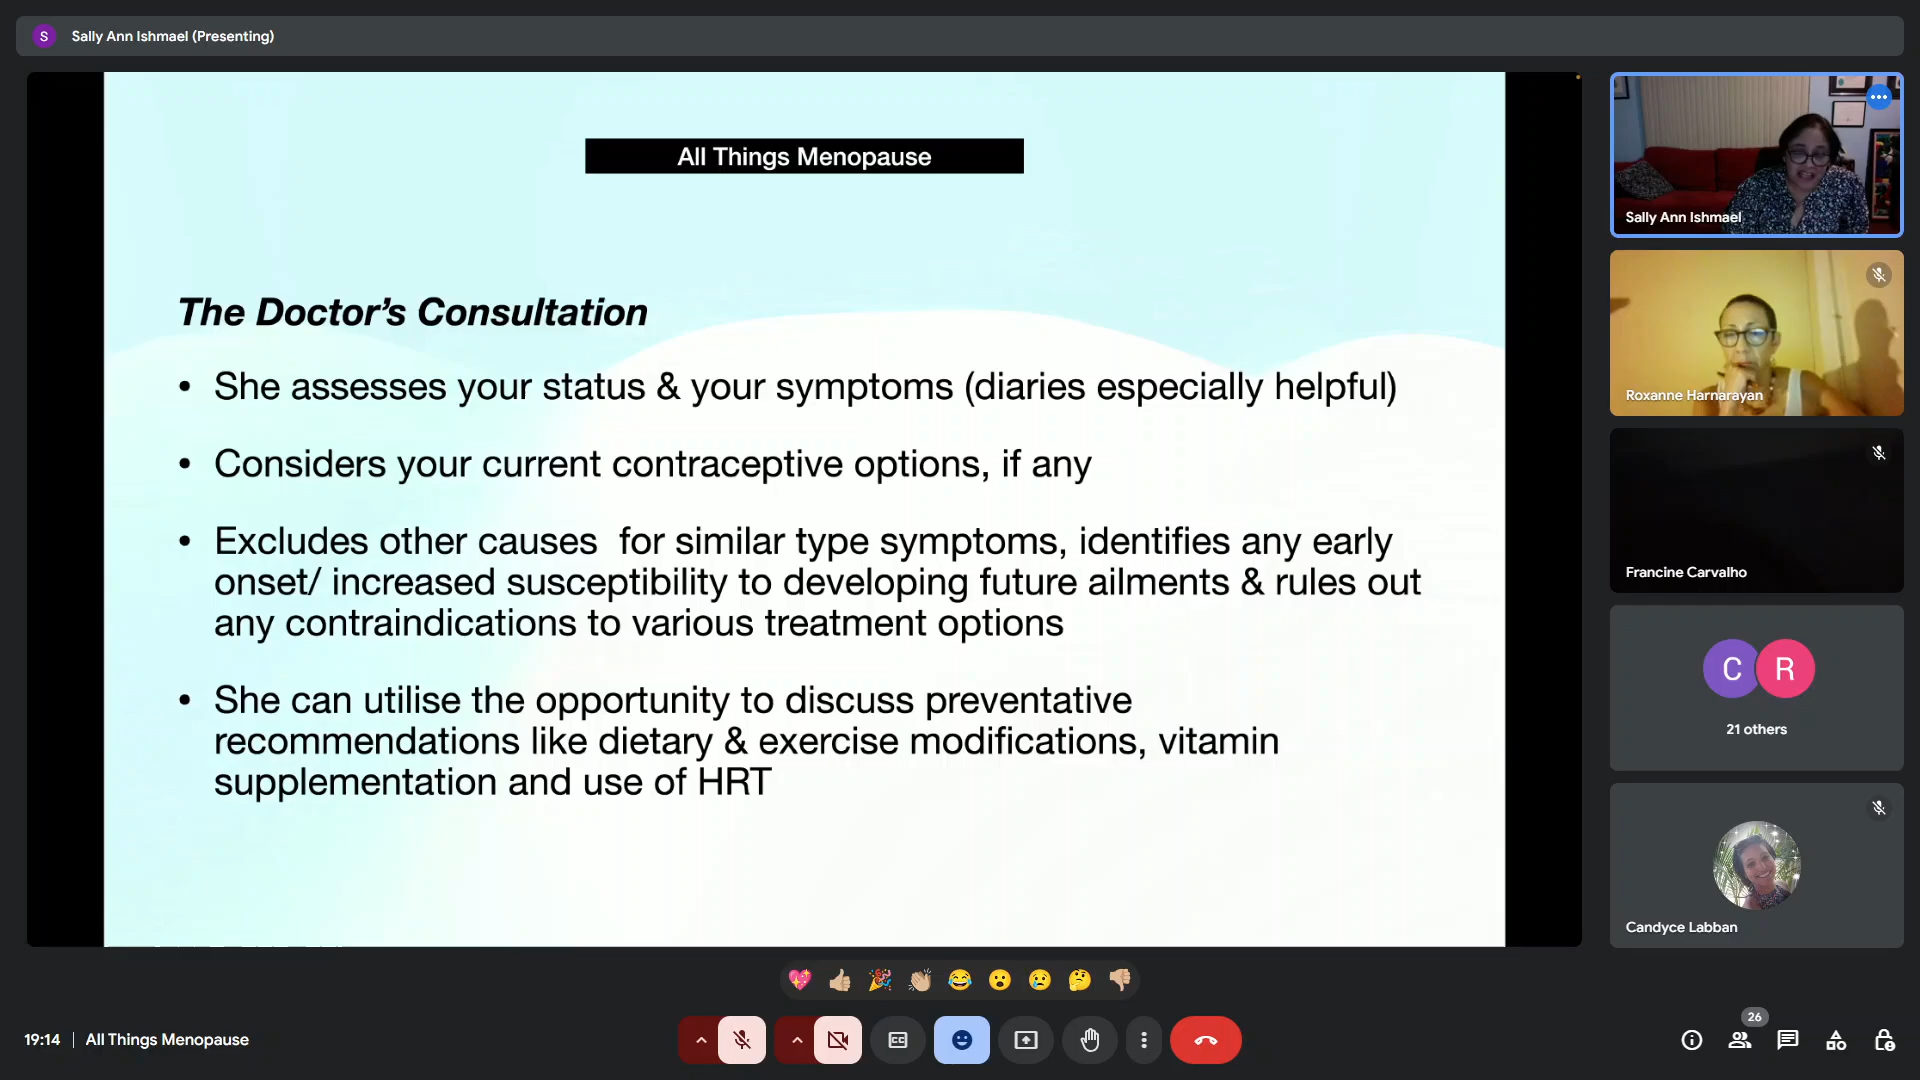 S Sally Ann Ishmael (Presenting)
All Things Menopause
The Doctor’s Consultation
• She assesses your status & your symptoms (diaries especially helpful)
• Considers your current contraceptive options, if any
• Excludes other causes  for similar type symptoms, identifies any early
onset/ increased susceptibility to developing future ailments & rules out
any contraindications to various treatment options
• She can utilise the opportunity to discuss preventative
recommendations like dietary & exercise modifications, vitamin
supplementation and use of HRT
Sally Ann Ishmael
Roxanne Harnarayan
Francine Carvalho
C R
21 others
Candyce Labban
19:14 | All Things Menopause
CC
26